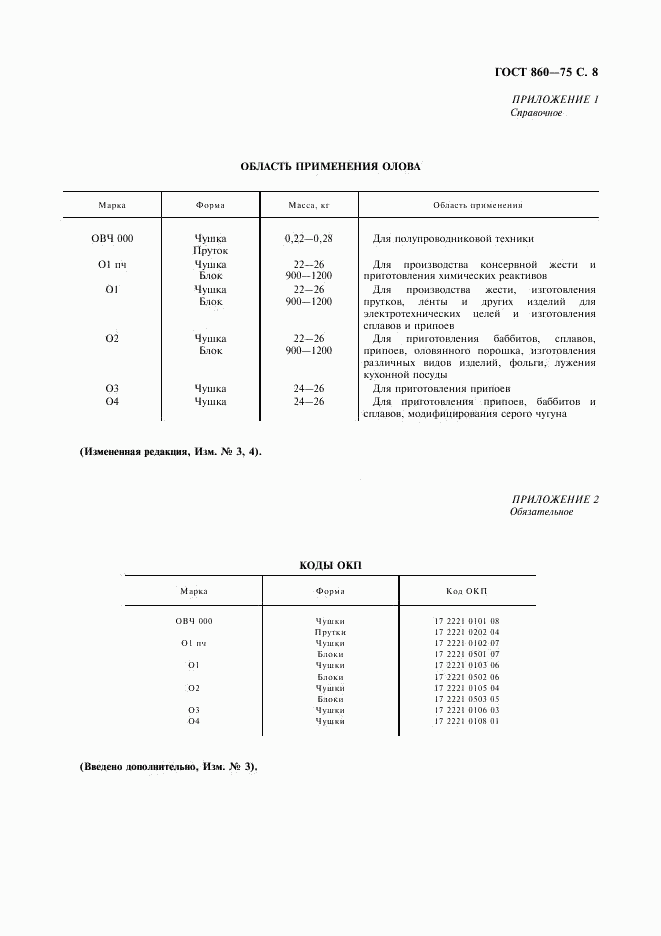 ГОСТ 860—75 С. 8
ПРИЛОЖЕНИЕ 1
Справочное
ОБЛАСТЬ ПРИМЕНЕНИЯ ОЛОВА
Марка Форма Масса, кг Область применения
ОВЧ 000 Чушка 0,22—0,28 Для полупроводниковой техники
Пруток
О1 пч Чушка 22—26 Для производства консервной жести и
Блок 900—1200 приготовления химических реактивов
О1 Чушка 22—26 Для производства жести, изготовления
Блок 900—1200 прутков, ленты и других изделий для
электротехнических целей и изготовления
сплавов и припоев
О2 Чушка 22—26 Для приготовления баббитов, сплавов,
Блок 900—1200 припоев, оловянного порошка, изготовления
различных видов изделий, фольги, лужения
кухонной посуды
О3 Чушка 24—26 Для приготовления припоев
О4 Чушка 24—26 Для приготовления припоев, баббитов и
сплавов, модифицирования серого чугуна
(Измененная редакция, Изм. № 3, 4).
ПРИЛОЖЕНИЕ 2
Обязательное
КОДЫ ОКП
Марка Форма Код ОКП
ОВЧ 000 Чушки 17 2221 0101 08
Прутки 17 2221 0202 04
О1 пч Чушки 17 2221 0102 07
Блоки 17 2221 0501 07
О1 Чушки 17 2221 0103 06
Блоки 17 2221 0502 06
О2 Чушки 17 2221 0105 04
Блоки 17 2221 0503 05
О3 Чушки 17 2221 0106 03
О4 Чушки 17 2221 0108 01
(Введено дополнительно, Изм. № 3).